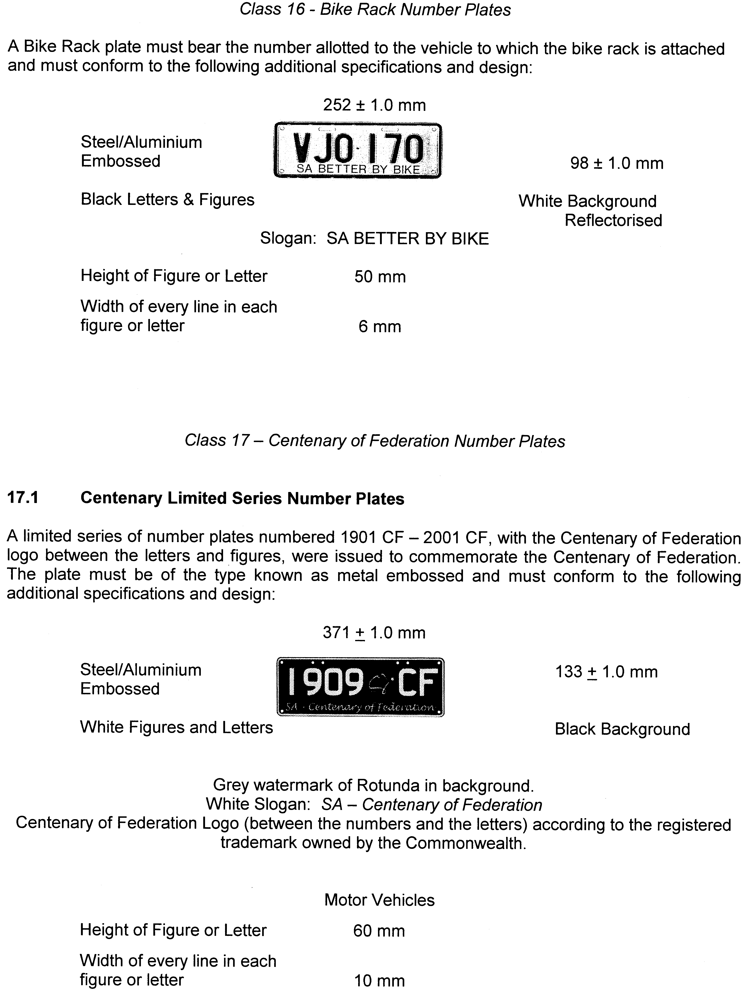 Class 16 - Bike Rack Number Plates
A Bike Rack plate must bear the number allotted to the vehicle to which the bike rack is attached
and must conform to the following additional specifications and design:
252 ± 1.0 mm
Steel/Aluminium
Embossed
VJO·170
SA BETTER BY BIKE
98 ± 1.0 mm
Black Letters & Figures
White Background
Reflectorised
Slogan: SA BETTER BY BIKE
Height of Figure or Letter 50 mm
Width of every line in each
figure or letter 6 mm
Class 17 – Centenary of Federation Number Plates
17.1 Centenary Limited Series Number Plates
A limited series of number plates numbered 1901 CF – 2001 CF, with the Centenary of Federation
logo between the letters and figures, were issued to commemorate the Centenary of Federation.
The plate must be of the type known as metal embossed and must conform to the following
additional specifications and design:
371 ± 1.0 mm
Steel/Aluminium
Embossed
1909 CF
SA - Centenary of Federation
133 ± 1.0 mm
White Figures and Letters
Black Background
Grey watermark of Rotunda in background.
White Slogan: SA – Centenary of Federation
Centenary of Federation Logo (between the numbers and the letters) according to the registered
trademark owned by the Commonwealth.
Motor Vehicles
Height of Figure or Letter 60 mm
Width of every line in each
figure or letter 10 mm